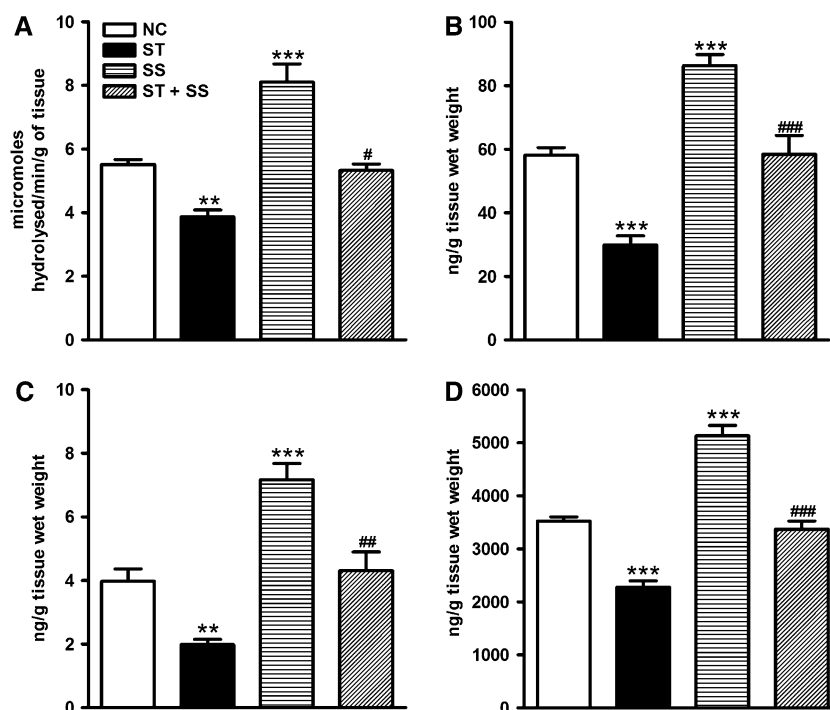 A
10
8
6
4
2
0
micromoles
hydrolysed/min/g of tissue
NC
ST
SS
ST + SS
**
***
#
B
100
80
60
40
20
0
ng/g tissue wet weight
***
***
###
C
10
8
6
4
2
0
ng/g tissue wet weight
**
***
##
D
6000
5000
4000
3000
2000
1000
0
ng/g tissue wet weight
***
***
###